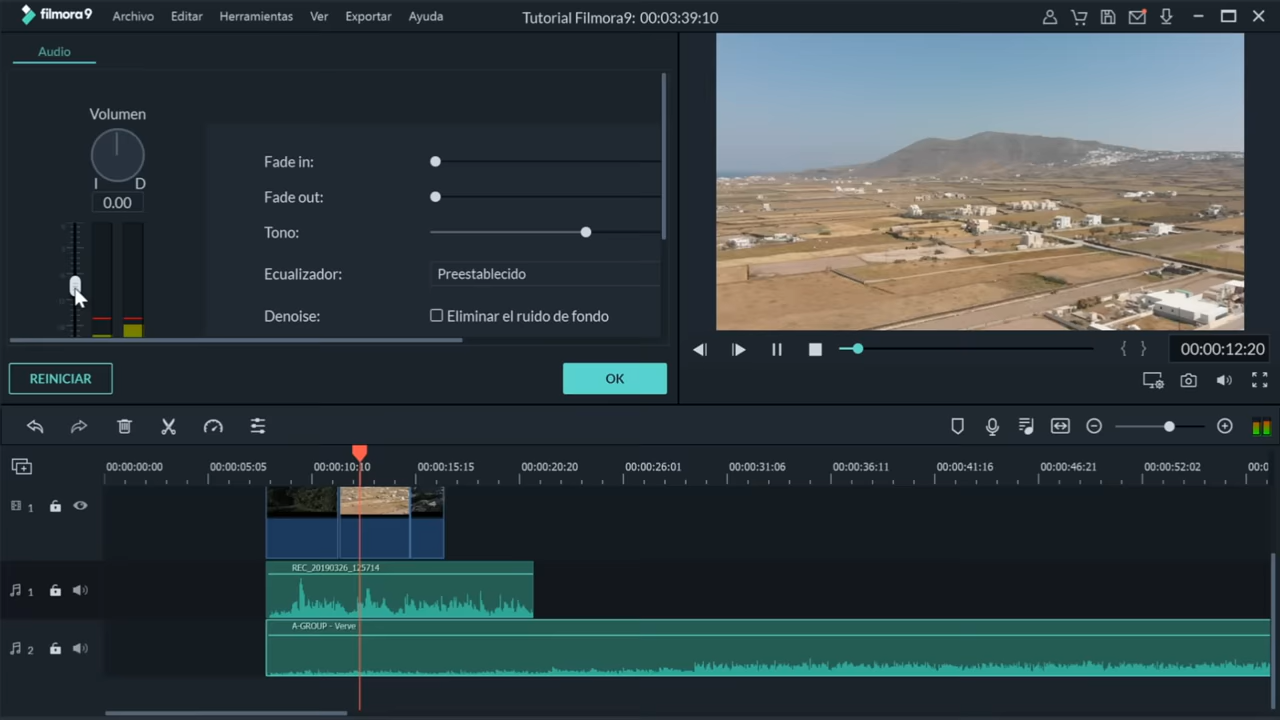 filmora9 Archivo Editar Herramientas Ver Exportar Ayuda Tutorial Filmora9: 00:03:39:10
Audio
Volumen
I D
0.00
Fade in:
Fade out:
Tono:
Ecualizador: Preestablecido
Denoise: Eliminar el ruido de fondo
REINICIAR OK
{ } 00:00:12:20
00:00:00:00 00:00:05:05 00:00:10:10 00:00:15:15 00:00:20:20 00:00:26:01 00:00:31:06 00:00:36:11 00:00:41:16 00:00:46:21 00:00:52:02 00:0
1
REC_20190326_125714
1
A-GROUP - Verve
2